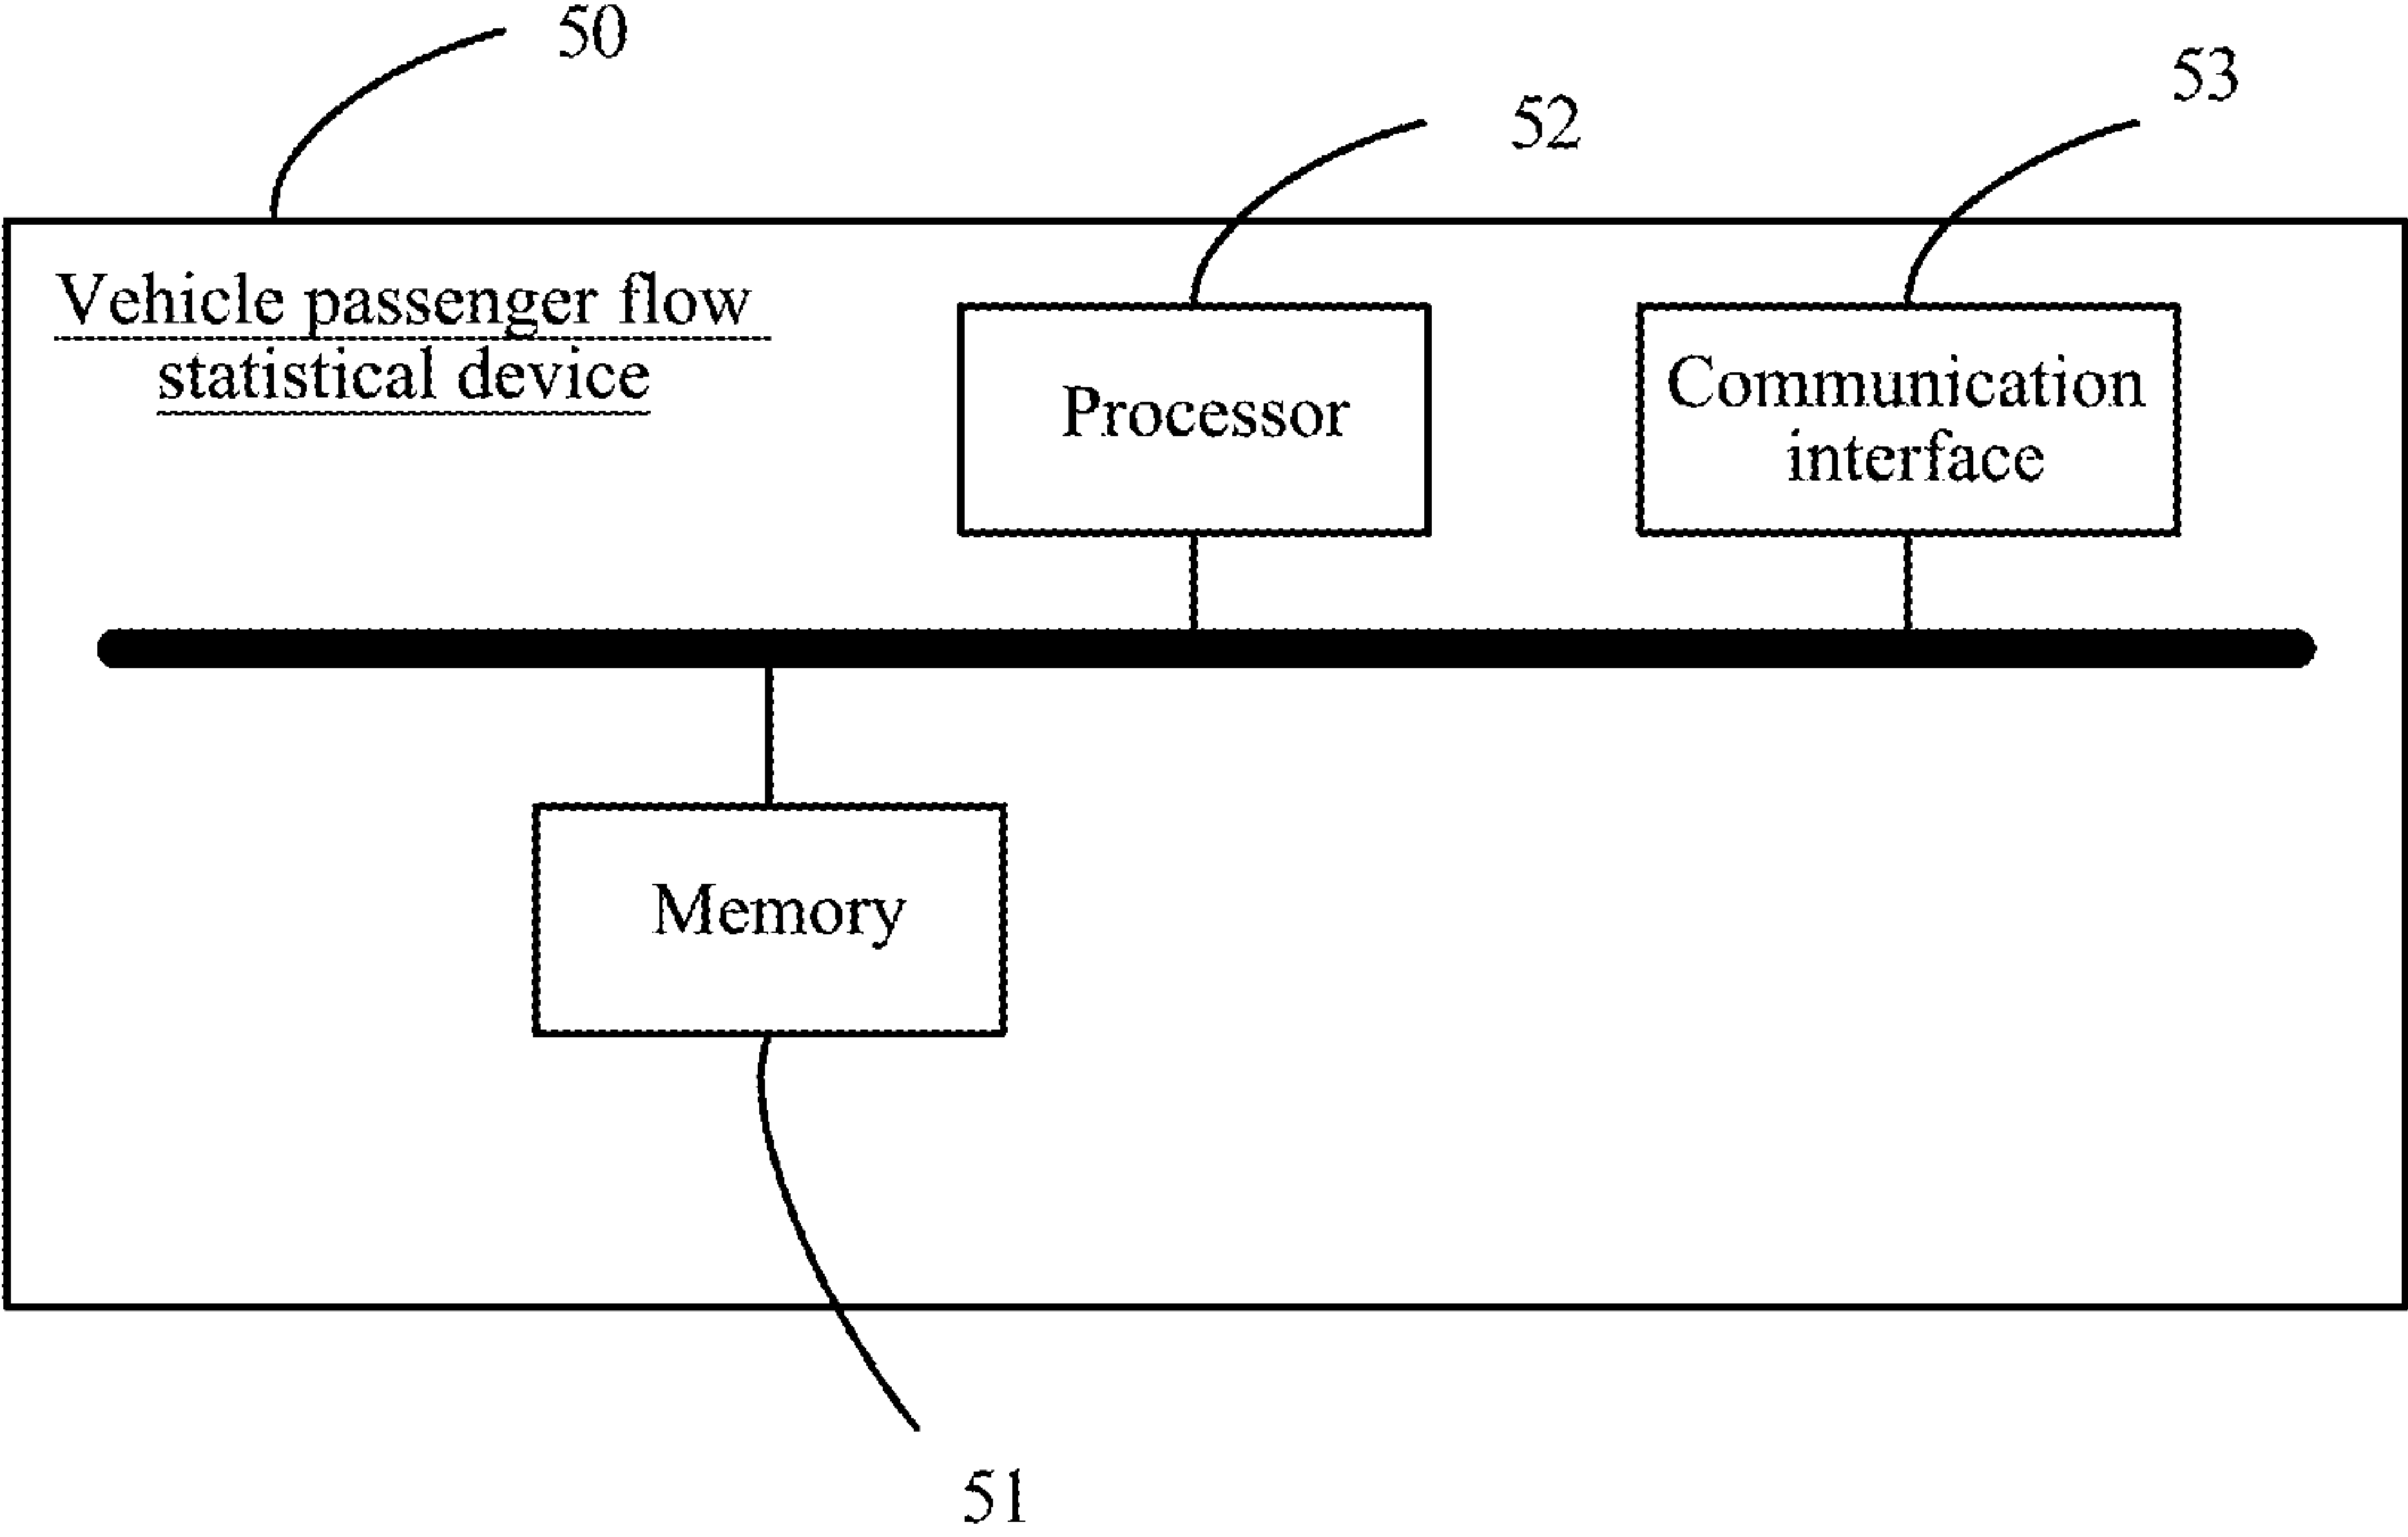 50
52
53
Vehicle passenger flow
statistical device
Processor
Communication
interface
Memory
51